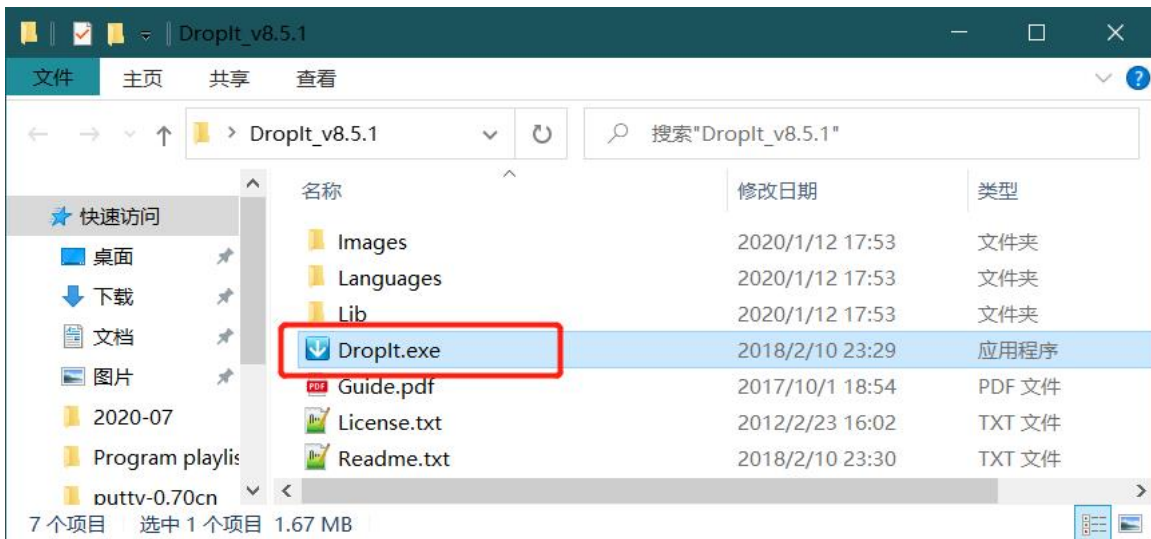 DropIt_v8.5.1
文件 主页 共享 查看
DropIt_v8.5.1 搜索"DropIt_v8.5.1"
名称 修改日期 类型
快速访问
桌面
下载
文档
图片
2020-07
Program playlis
putty-0.70cn
Images 2020/1/12 17:53 文件夹
Languages 2020/1/12 17:53 文件夹
Lib 2020/1/12 17:53 文件夹
DropIt.exe 2018/2/10 23:29 应用程序
Guide.pdf 2017/10/1 18:54 PDF 文件
License.txt 2012/2/23 16:02 TXT 文件
Readme.txt 2018/2/10 23:30 TXT 文件
7 个项目 选中 1 个项目 1.67 MB